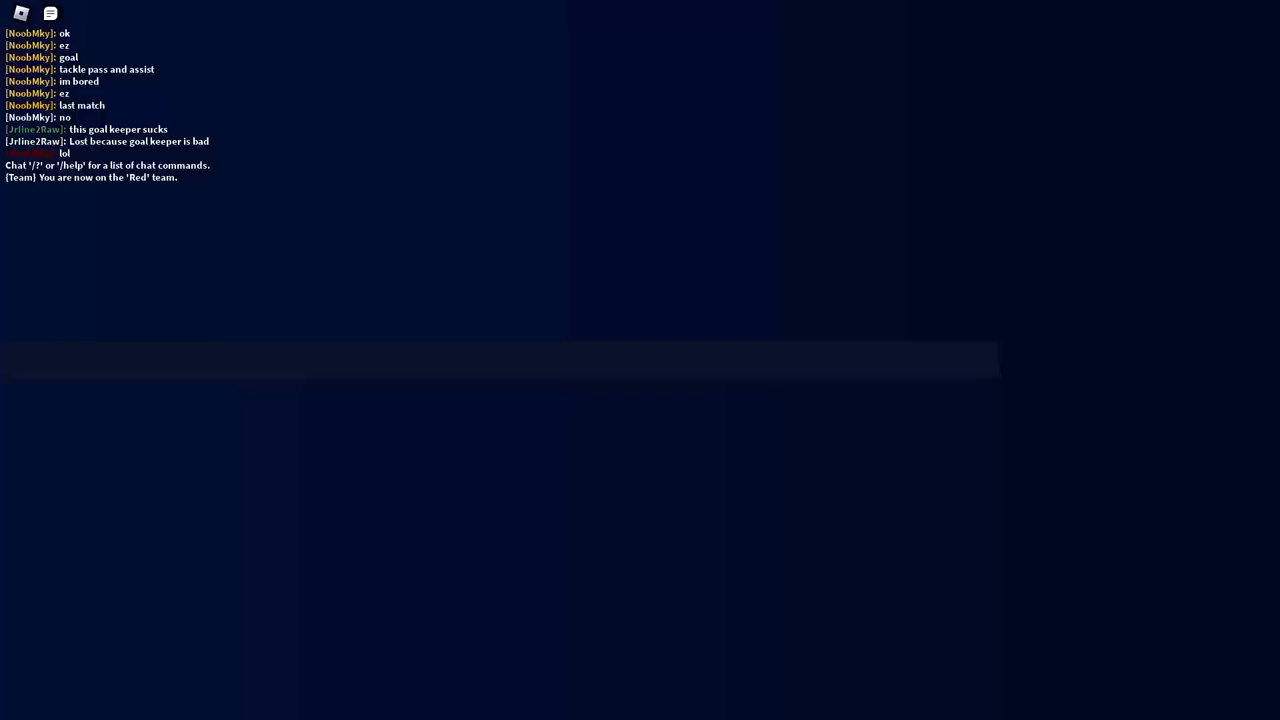 [NoobMky]: ok
[NoobMky]: ez
[NoobMky]: goal
[NoobMky]: tackle pass and assist
[NoobMky]: im bored
[NoobMky]: ez
[NoobMky]: last match
[NoobMky]: no
[Jrline2Raw]: this goal keeper sucks
[Jrline2Raw]: Lost because goal keeper is bad
lol
Chat '/?' or '/help' for a list of chat commands.
{Team} You are now on the 'Red' team.